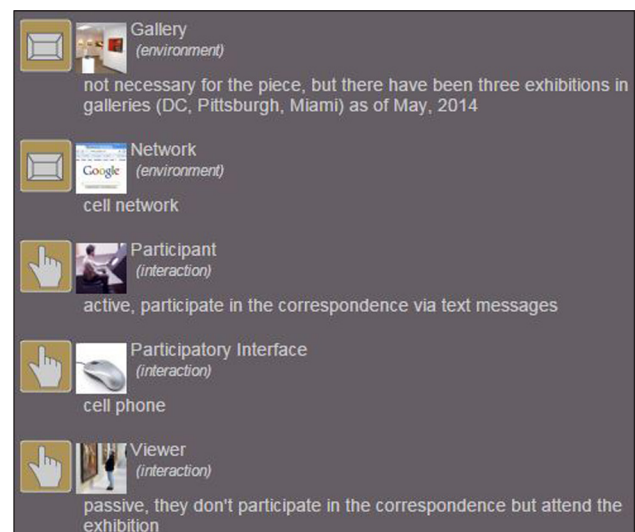 Gallery
(environment)
not necessary for the piece, but there have been three exhibitions in
galleries (DC, Pittsburgh, Miami) as of May, 2014
Network
(environment)
Google
cell network
Participant
(interaction)
active, participate in the correspondence via text messages
Participatory Interface
(interaction)
cell phone
Viewer
(interaction)
passive, they don't participate in the correspondence but attend the
exhibition